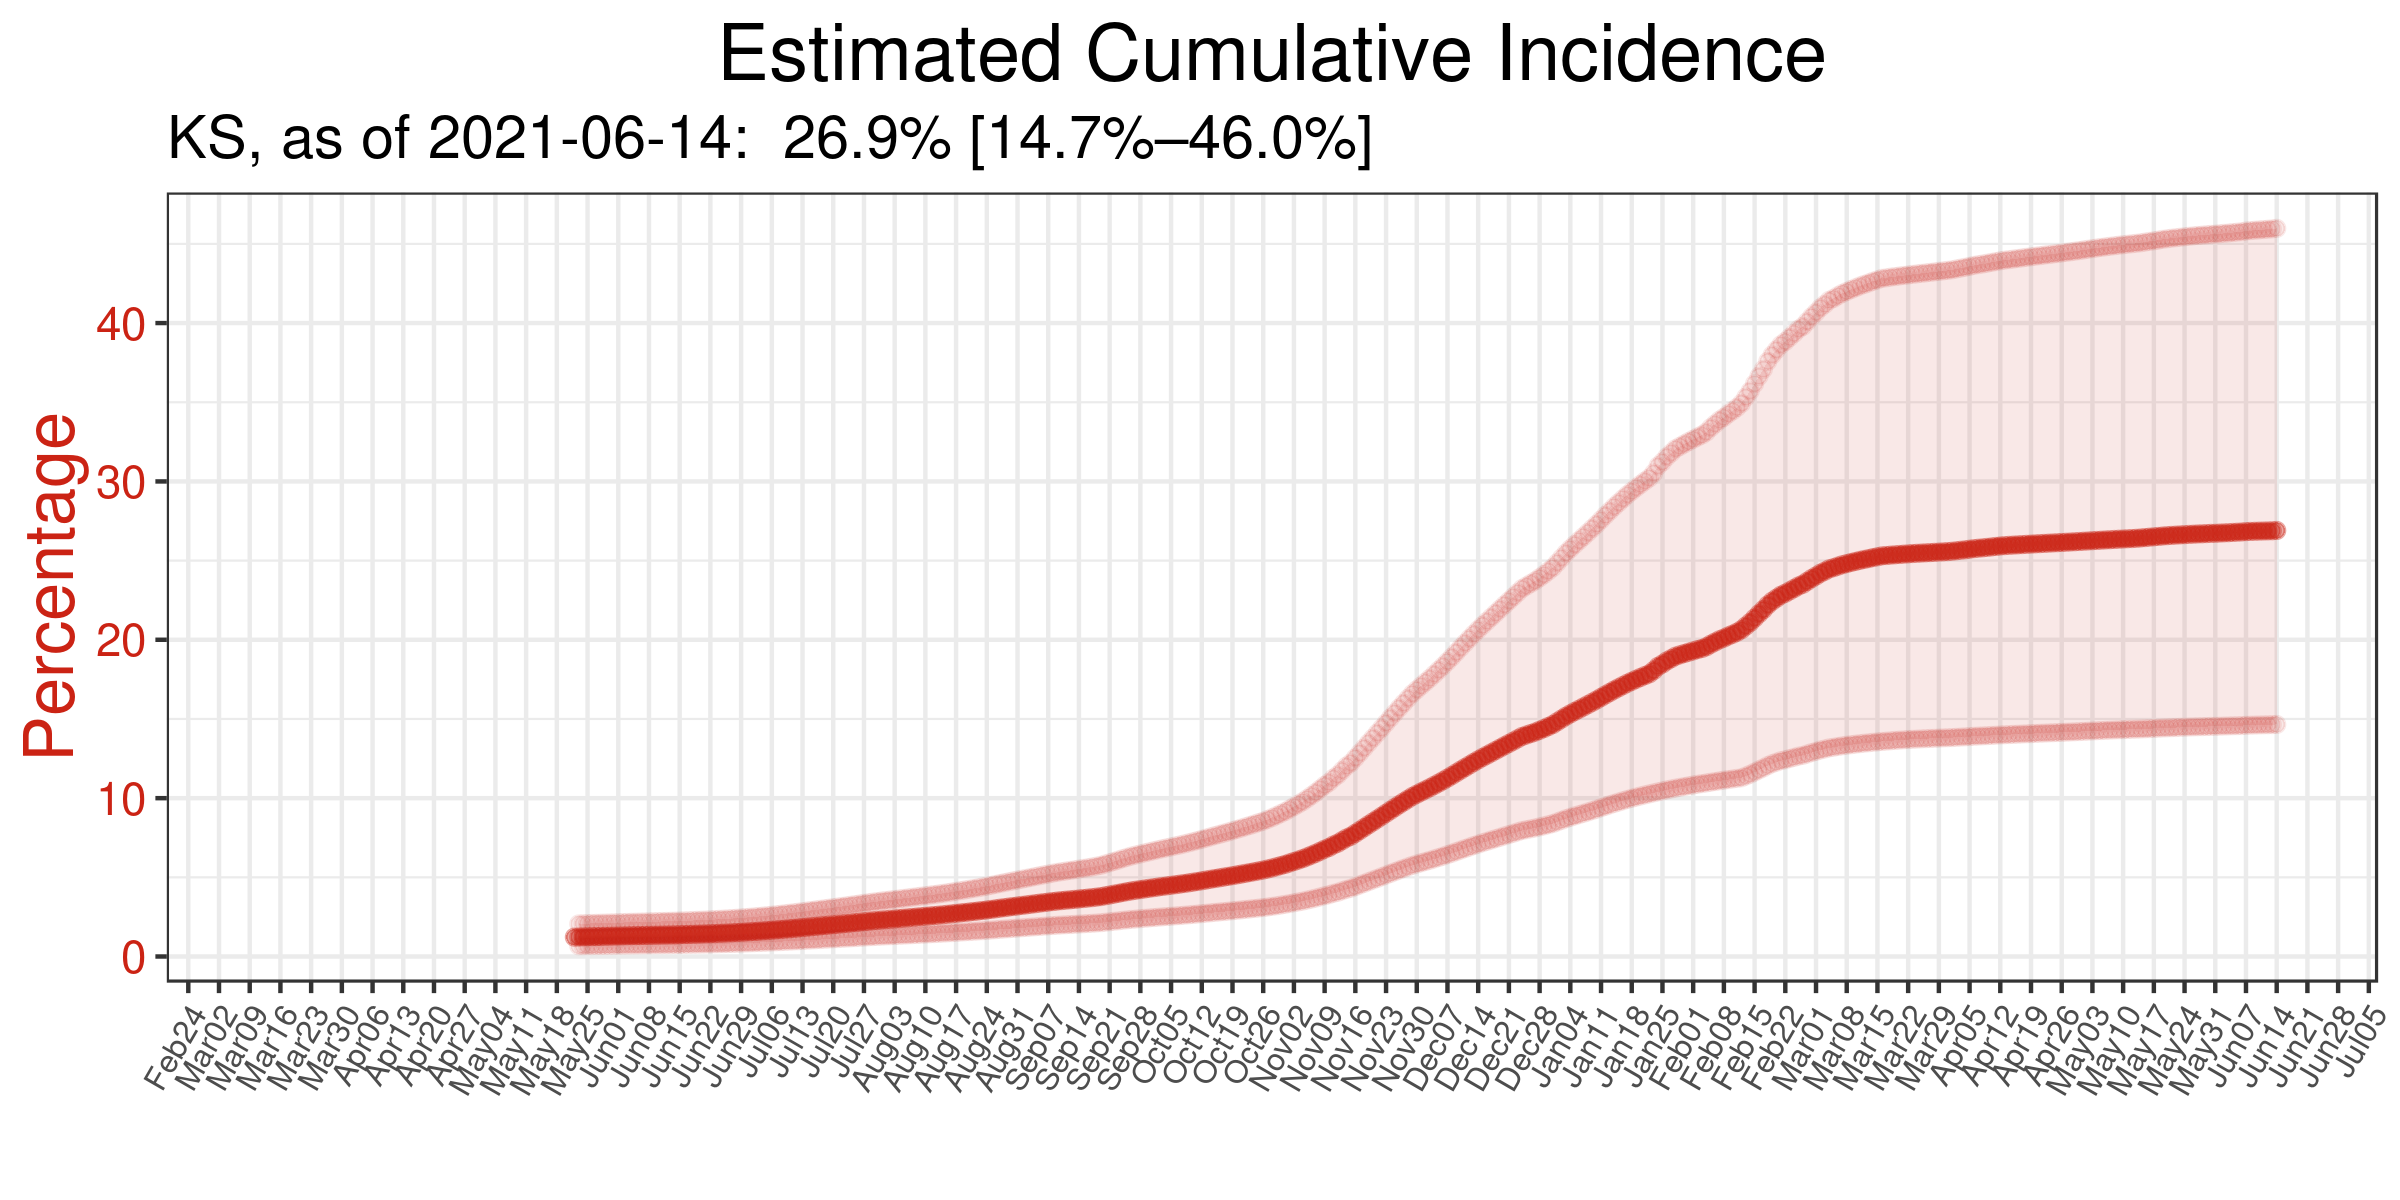 Estimated Cumulative Incidence
KS, as of 2021-06-14:  26.9% [14.7%–46.0%]
Percentage
40
30
20
10
0
Feb24
Mar02
Mar09
Mar16
Mar23
Mar30
Apr06
Apr13
Apr20
Apr27
May04
May11
May18
May25
Jun01
Jun08
Jun15
Jun22
Jun29
Jul06
Jul13
Jul20
Jul27
Aug03
Aug10
Aug17
Aug24
Aug31
Sep07
Sep14
Sep21
Sep28
Oct05
Oct12
Oct19
Oct26
Nov02
Nov09
Nov16
Nov23
Nov30
Dec07
Dec14
Dec21
Dec28
Jan04
Jan11
Jan18
Jan25
Feb01
Feb08
Feb15
Feb22
Mar01
Mar08
Mar15
Mar22
Mar29
Apr05
Apr12
Apr19
Apr26
May03
May10
May17
May24
May31
Jun07
Jun14
Jun21
Jun28
Jul05